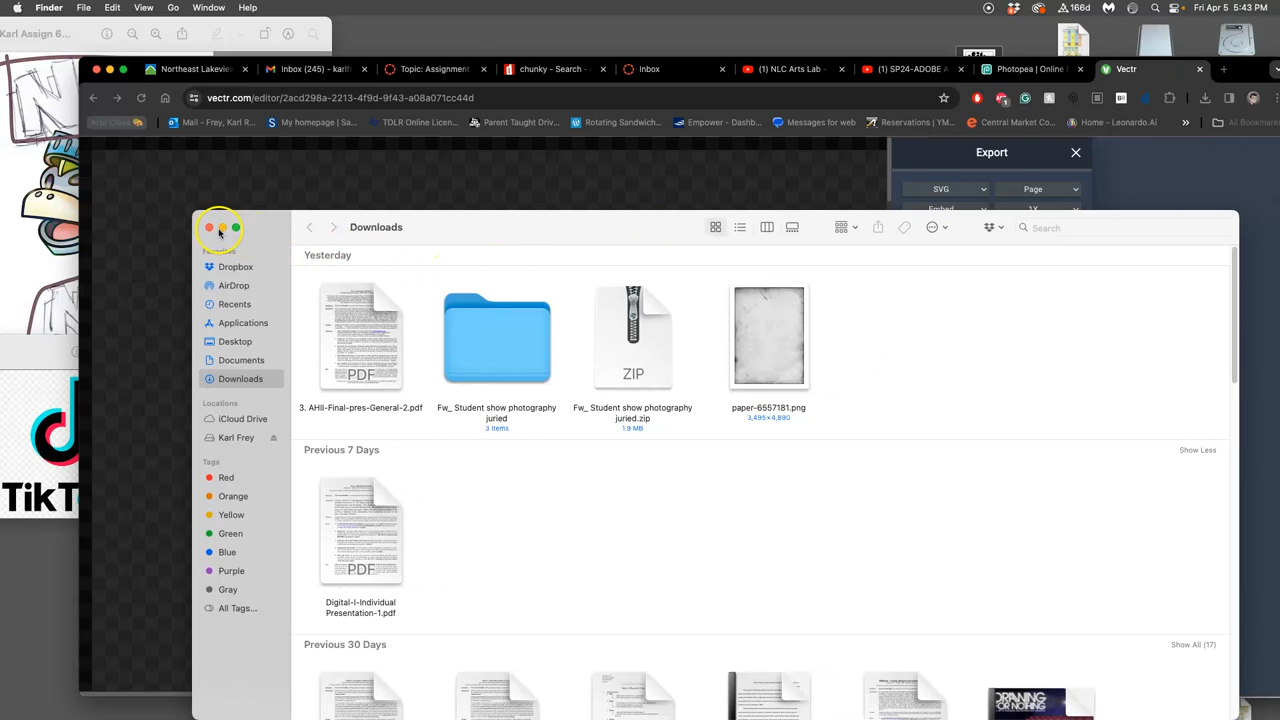 Finder File Edit View Go Window Help
166d
Fri Apr 5 5:43 PM
Karl Assign 6...
Northeast Lakeview
Inbox (245) - karlfr
Topic: Assignment
chunky - Search -
Inbox
(1) NLC Arts Lab -
(1) SP24-ADOBE A
Photopea | Online
Vectr
vectr.com/editor/2acd298a-2213-4f9d-9f43-a08a071cc44d
Arts Class
Mail - Frey, Karl R...
My homepage | Sa...
TDLR Online Licen...
Parent Taught Driv...
Rotating Sandwich...
Empower - Dashb...
Messages for web
Reservations | YM...
Central Market Co...
Home - Leonardo.Ai
»
All Bookmarks
Export
SVG
Page
Embed
1X
Downloads
Search
Favorites
Dropbox
AirDrop
Recents
Applications
Desktop
Documents
Downloads
Locations
iCloud Drive
Karl Frey
Tags
Red
Orange
Yellow
Green
Blue
Purple
Gray
All Tags...
Yesterday
PDF
ZIP
3. AHII-Final-pres-General-2.pdf
Fw_ Student show photography
juried
3 items
Fw_ Student show photography
juried.zip
1.9 MB
paper-6557181.png
3,495×4,890
Previous 7 Days
Show Less
PDF
Digital-I-Individual
Presentation-1.pdf
Previous 30 Days
Show All (17)
DRAWING
TikT